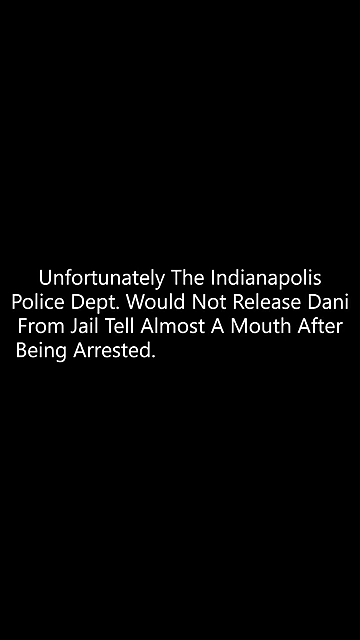 Unfortunately The Indianapolis
Police Dept. Would Not Release Dani
From Jail Tell Almost A Mouth After
Being Arrested.